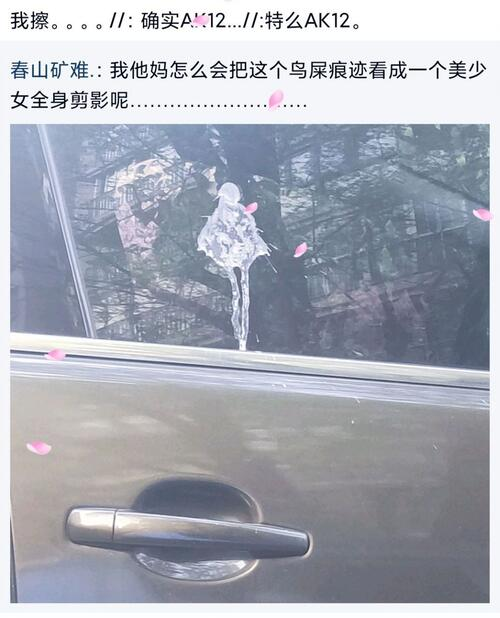 我擦。。。。//: 确实AK12...//:特么AK12。
春山矿难.: 我他妈怎么会把这个鸟屎痕迹看成一个美少
女全身剪影呢............................